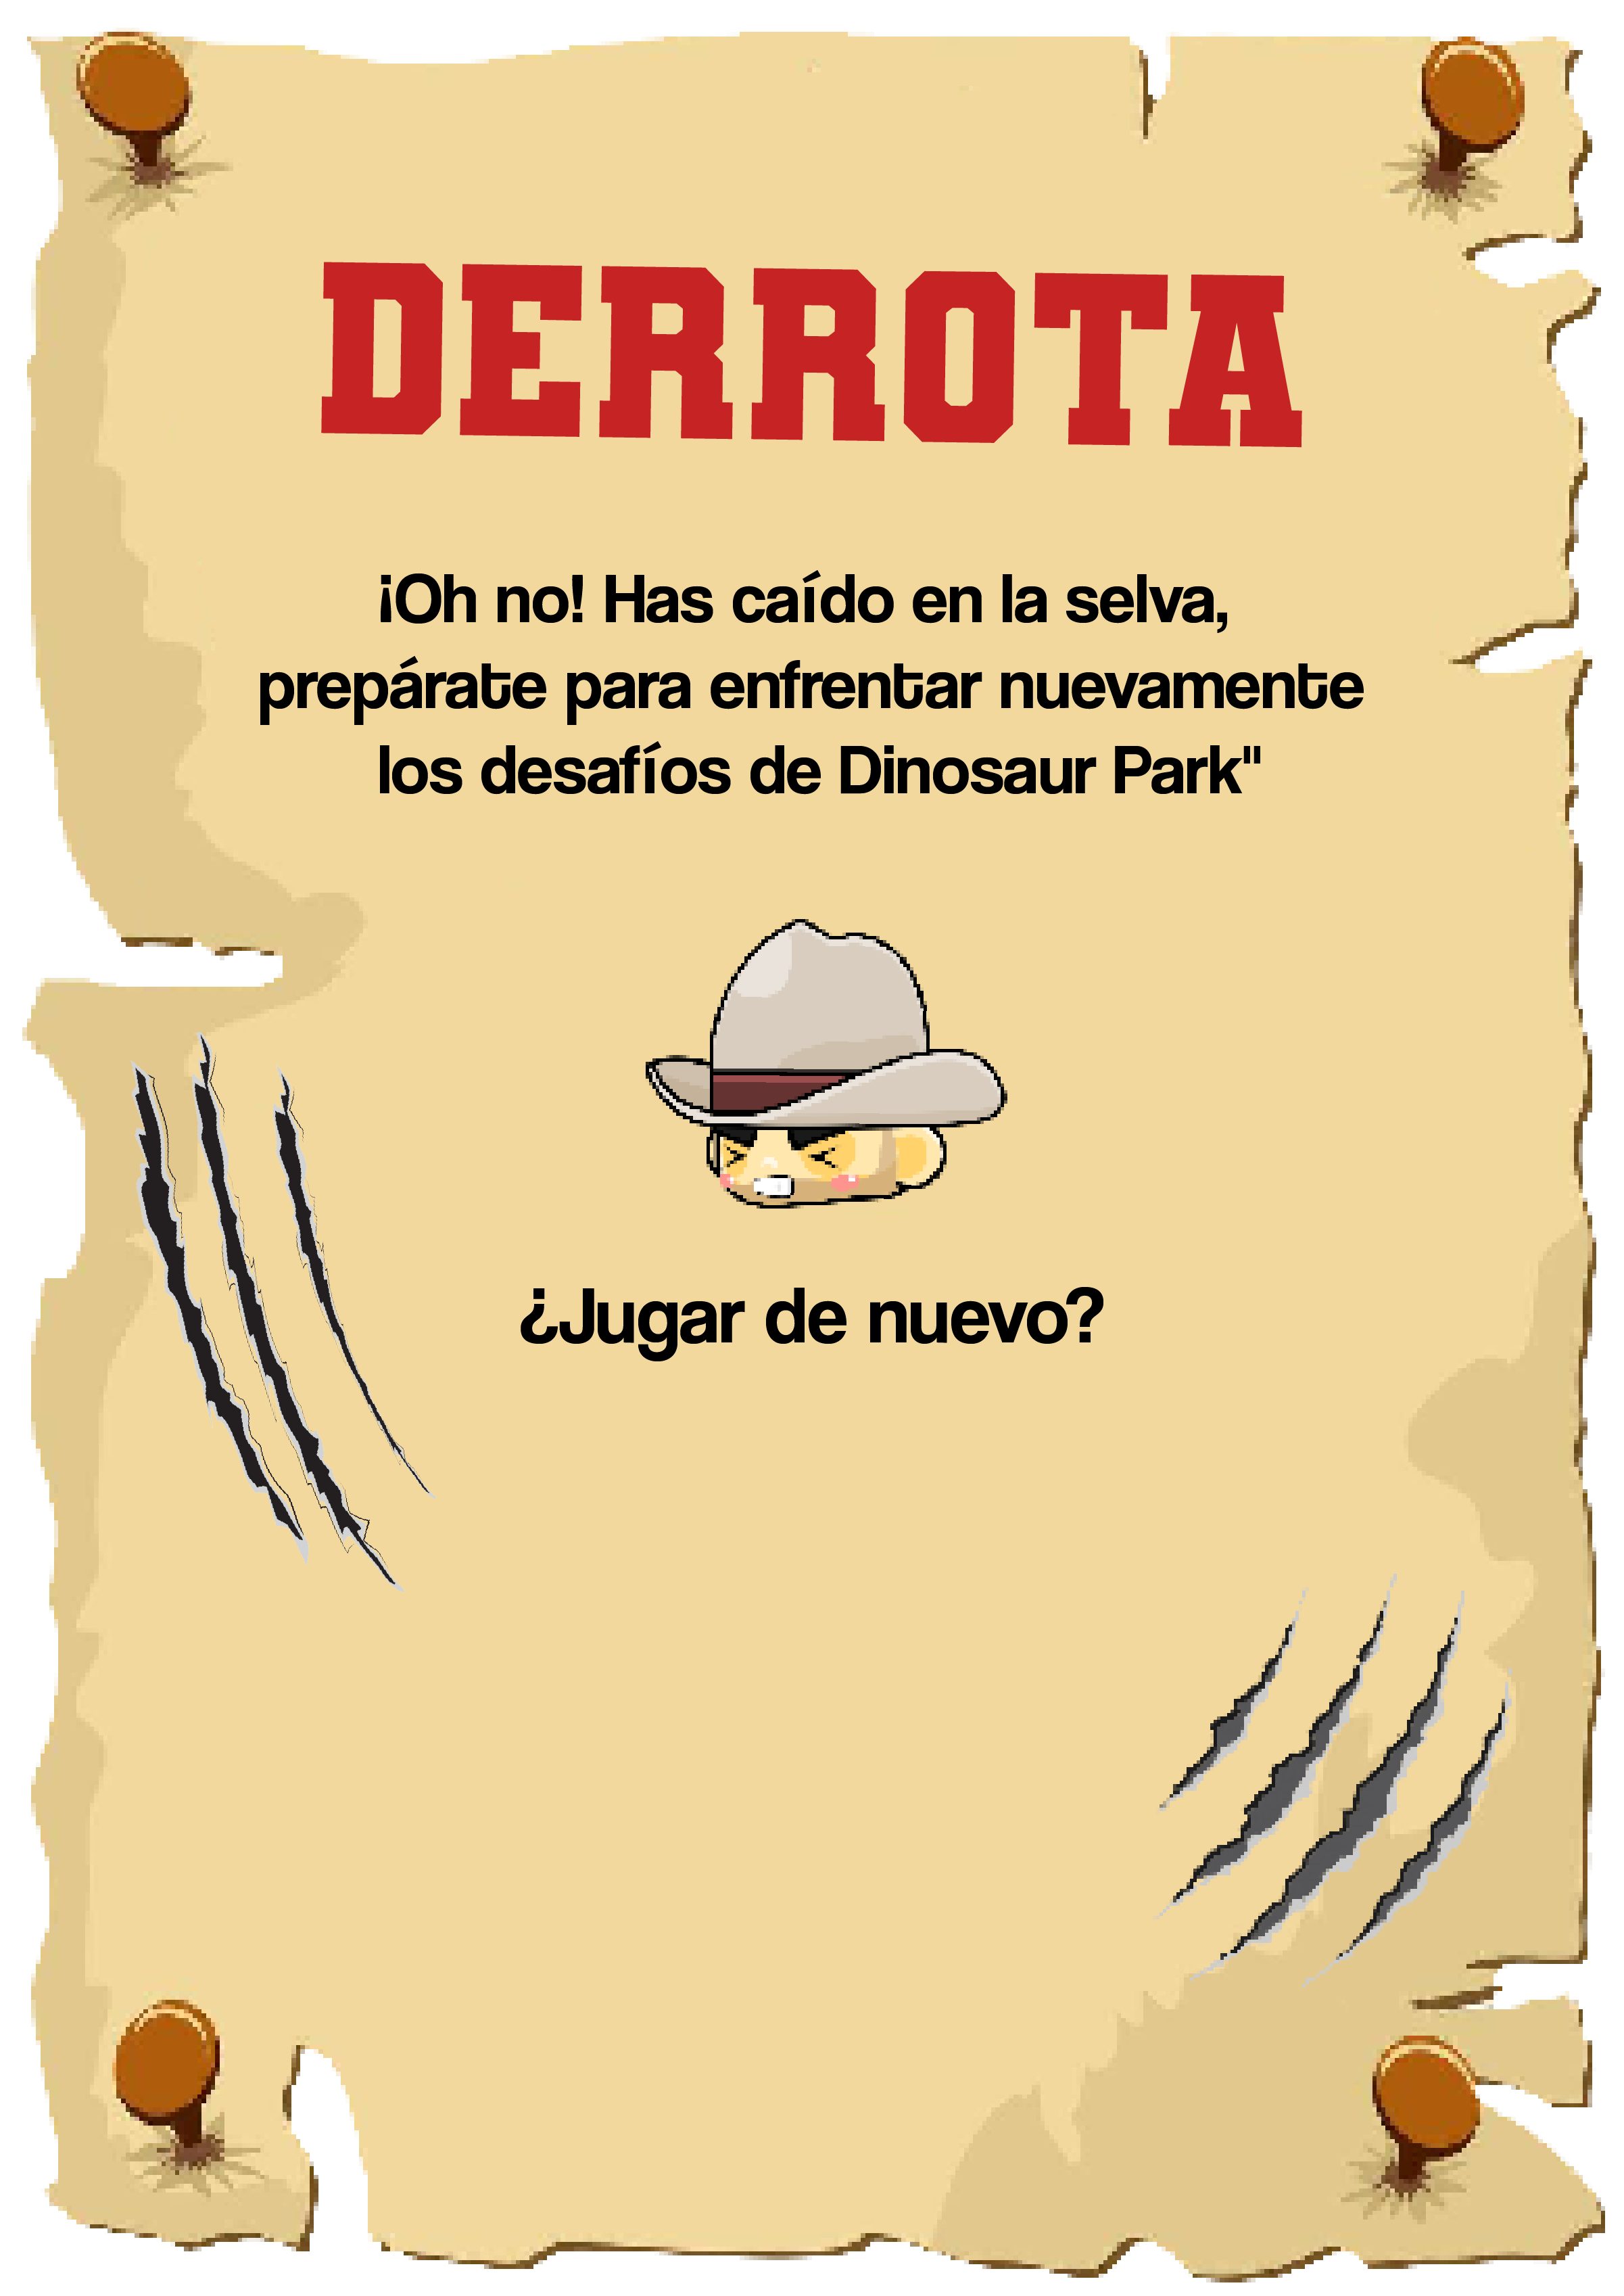 DERROTA
¡Oh no! Has caído en la selva,
prepárate para enfrentar nuevamente
los desafíos de Dinosaur Park"
¿Jugar de nuevo?